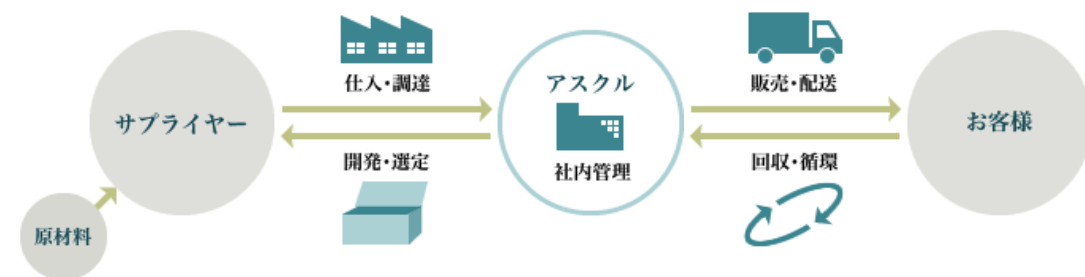 サプライヤー
原材料
仕入・調達
開発・選定
アスクル
社内管理
販売・配送
回収・循環
お客様